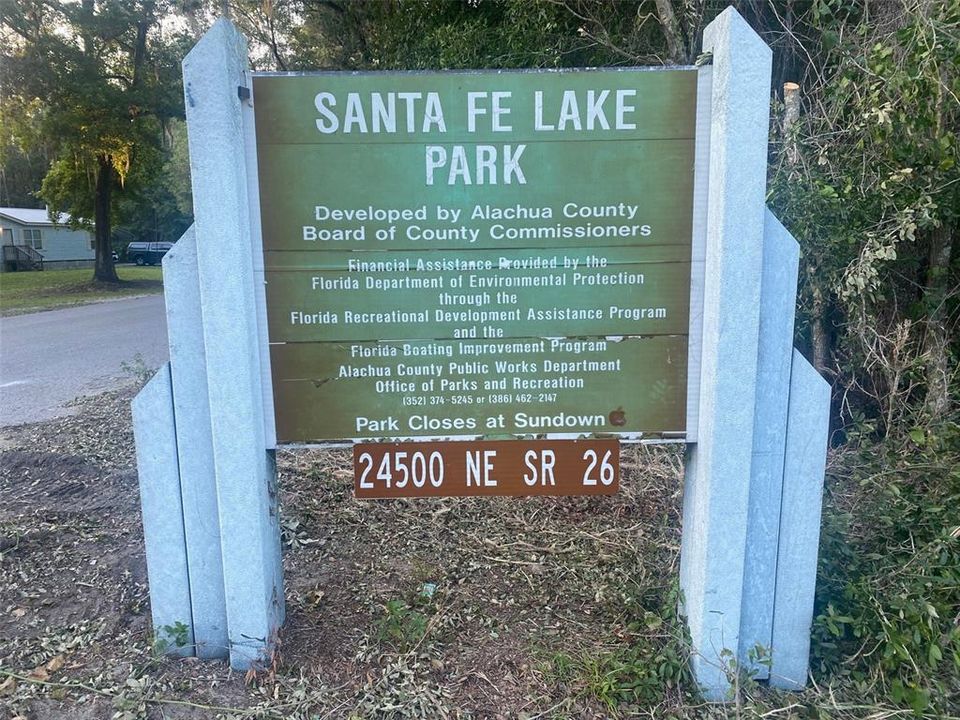 SANTA FE LAKE
PARK
Developed by Alachua County
Board of County Commissioners
Financial Assistance Provided by the
Florida Department of Environmental Protection
through the
Florida Recreational Development Assistance Program
and the
Florida Boating Improvement Program
Alachua County Public Works Department
Office of Parks and Recreation
(352) 374-5245 or (386) 462-2147
Park Closes at Sundown
24500 NE SR 26